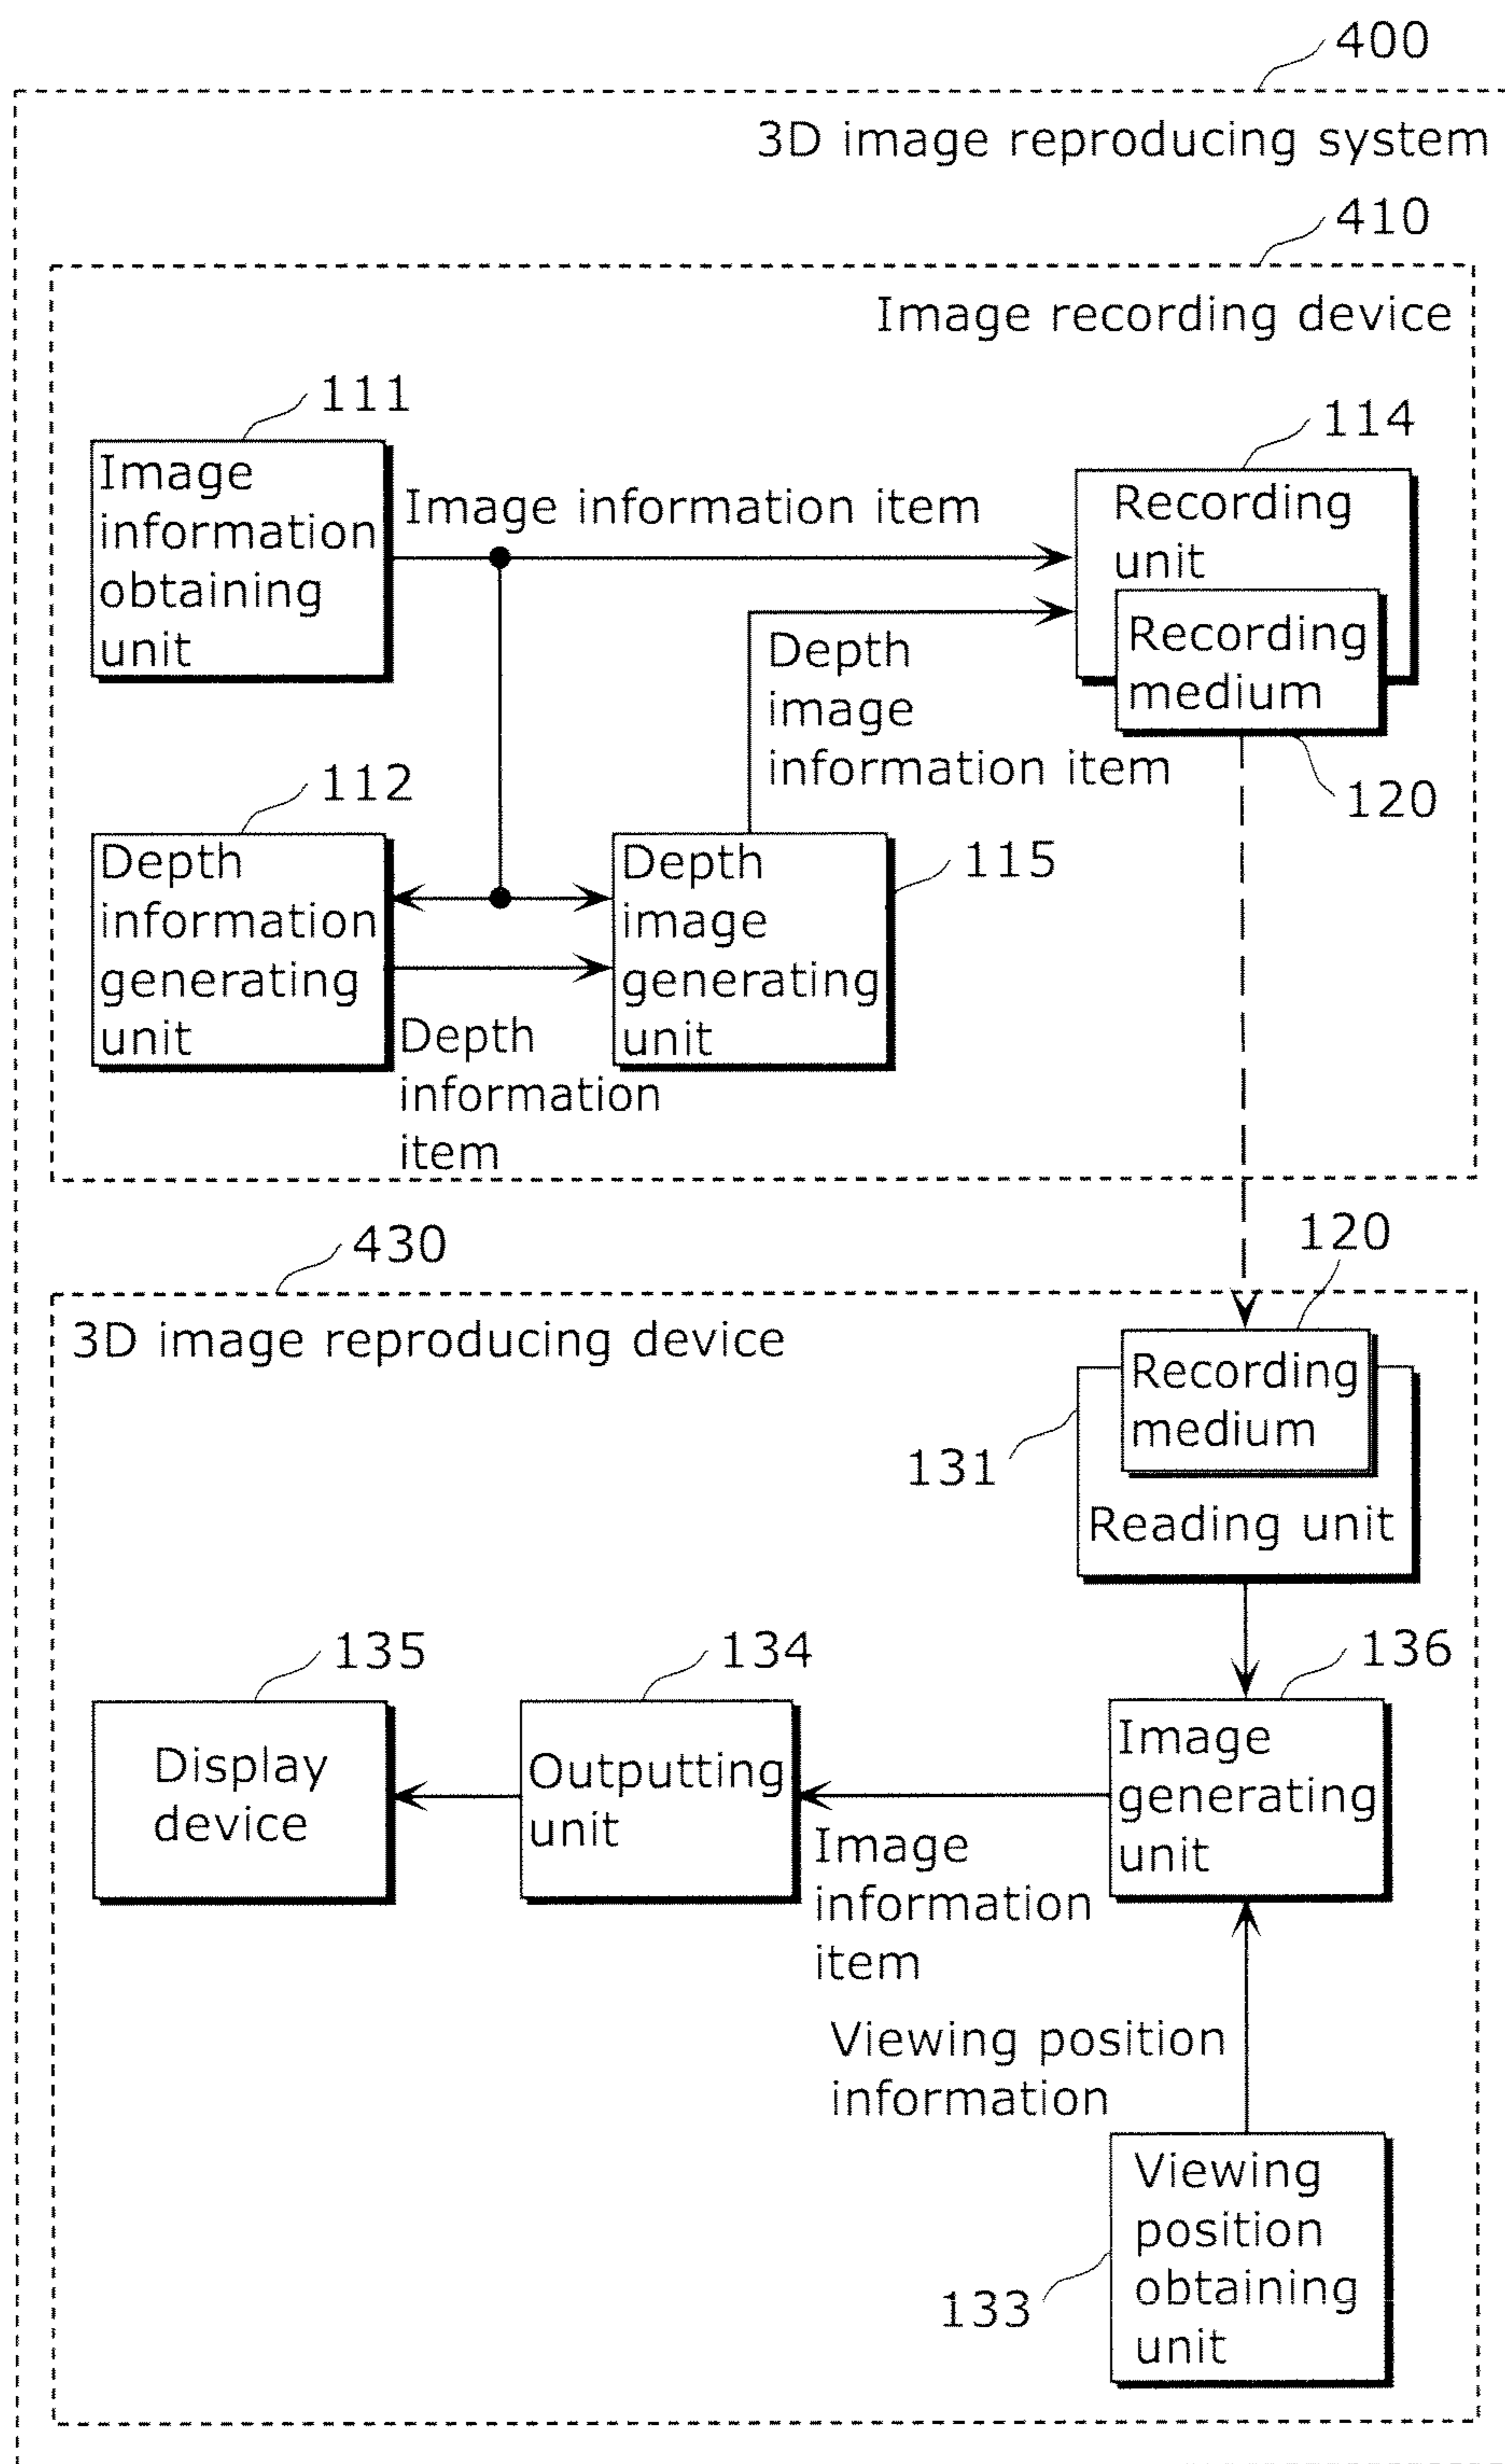 400
3D image reproducing system
410
Image recording device
111
Image
information
obtaining
unit
Image information item
114
Recording
unit
Recording
medium
120
Depth
image
information item
112
Depth
information
generating
unit
Depth
information
item
115
Depth
image
generating
unit
430
3D image reproducing device
120
Recording
medium
131
Reading unit
135
Display
device
134
Outputting
unit
136
Image
generating
unit
Image
information
item
Viewing position
information
133
Viewing
position
obtaining
unit